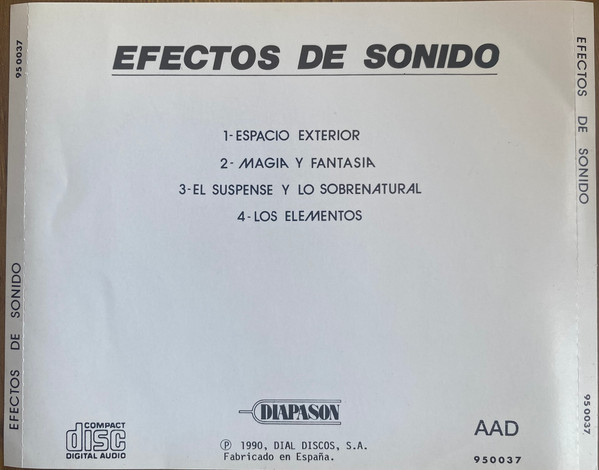 EFECTOS DE SONIDO
1-ESPACIO EXTERIOR
2- MAGIA Y FANTASIA
3-EL SUSPENSE Y LO SOBRENATURAL
4-LOS ELEMENTOS
DIAPASON
COMPACT
disc
DIGITAL AUDIO
℗ 1990, DIAL DISCOS, S.A.
Fabricado en España.
AAD
950037
950037
EFECTOS DE SONIDO
EFECTOS DE SONIDO
950037